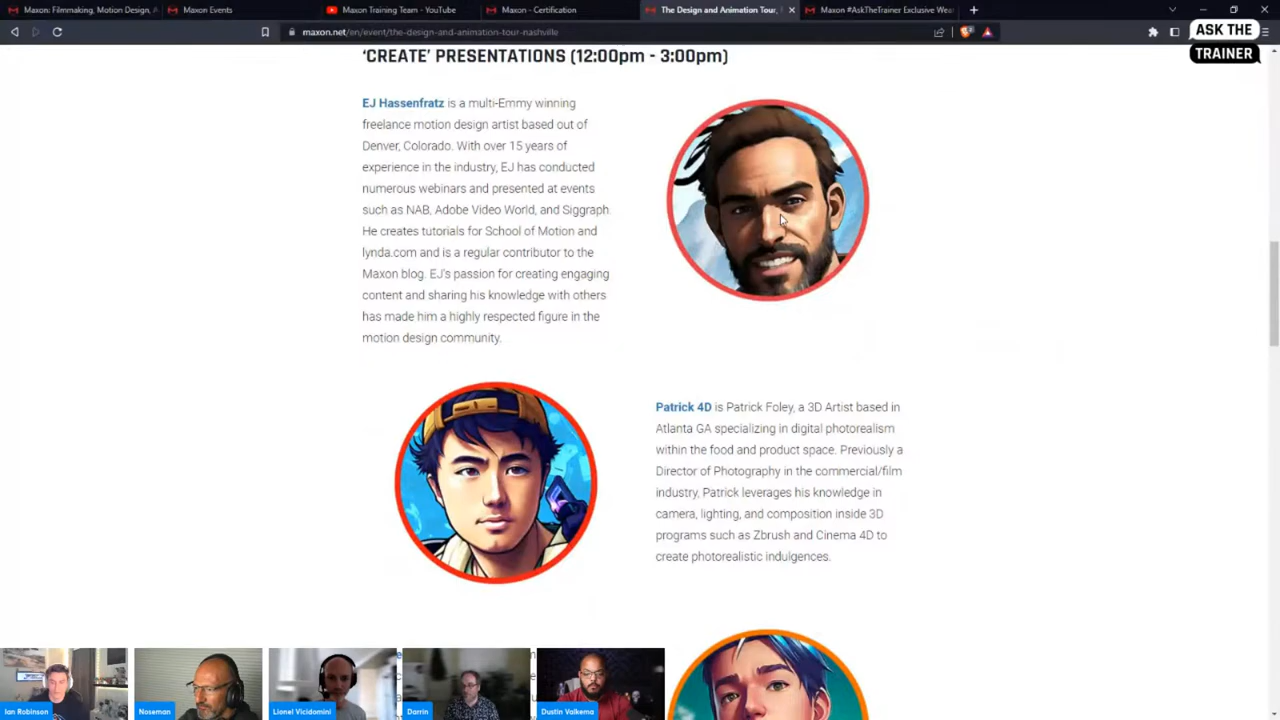 Maxon: Filmmaking, Motion Design, A
Maxon Events
Maxon Training Team - YouTube
Maxon - Certification
The Design and Animation Tour,
Maxon #AskTheTrainer Exclusive Wea
maxon.net/en/event/the-design-and-animation-tour-nashville
ASK THE
TRAINER
‘CREATE’ PRESENTATIONS (12:00pm - 3:00pm)
EJ Hassenfratz is a multi-Emmy winning
freelance motion design artist based out of
Denver, Colorado. With over 15 years of
experience in the industry, EJ has conducted
numerous webinars and presented at events
such as NAB, Adobe Video World, and Siggraph.
He creates tutorials for School of Motion and
lynda.com and is a regular contributor to the
Maxon blog. EJ's passion for creating engaging
content and sharing his knowledge with others
has made him a highly respected figure in the
motion design community.
Patrick 4D is Patrick Foley, a 3D Artist based in
Atlanta GA specializing in digital photorealism
within the food and product space. Previously a
Director of Photography in the commercial/film
industry, Patrick leverages his knowledge in
camera, lighting, and composition inside 3D
programs such as Zbrush and Cinema 4D to
create photorealistic indulgences.
Ian Robinson
Noseman
Lionel Vicidomini
Darrin
Dustin Valkema